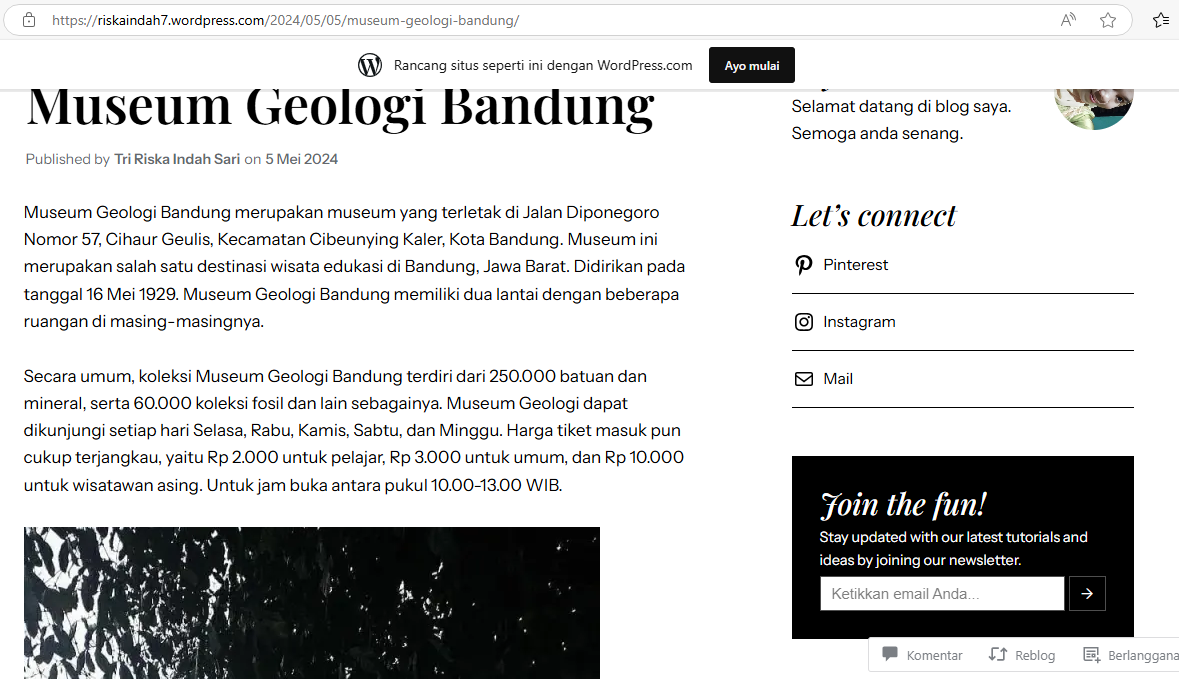 https://riskaindah7.wordpress.com/2024/05/05/museum-geologi-bandung/
Rancang situs seperti ini dengan WordPress.com
Ayo mulai
Museum Geologi Bandung
Published by Tri Riska Indah Sari on 5 Mei 2024
Museum Geologi Bandung merupakan museum yang terletak di Jalan Diponegoro
Nomor 57, Cihaur Geulis, Kecamatan Cibeunying Kaler, Kota Bandung. Museum ini
merupakan salah satu destinasi wisata edukasi di Bandung, Jawa Barat. Didirikan pada
tanggal 16 Mei 1929. Museum Geologi Bandung memiliki dua lantai dengan beberapa
ruangan di masing-masingnya.
Secara umum, koleksi Museum Geologi Bandung terdiri dari 250.000 batuan dan
mineral, serta 60.000 koleksi fosil dan lain sebagainya. Museum Geologi dapat
dikunjungi setiap hari Selasa, Rabu, Kamis, Sabtu, dan Minggu. Harga tiket masuk pun
cukup terjangkau, yaitu Rp 2.000 untuk pelajar, Rp 3.000 untuk umum, dan Rp 10.000
untuk wisatawan asing. Untuk jam buka antara pukul 10.00-13.00 WIB.
Selamat datang di blog saya.
Semoga anda senang.
Let's connect
Pinterest
Instagram
Mail
Join the fun!
Stay updated with our latest tutorials and
ideas by joining our newsletter.
Ketikkan email Anda...
Komentar
Reblog
Berlanggana